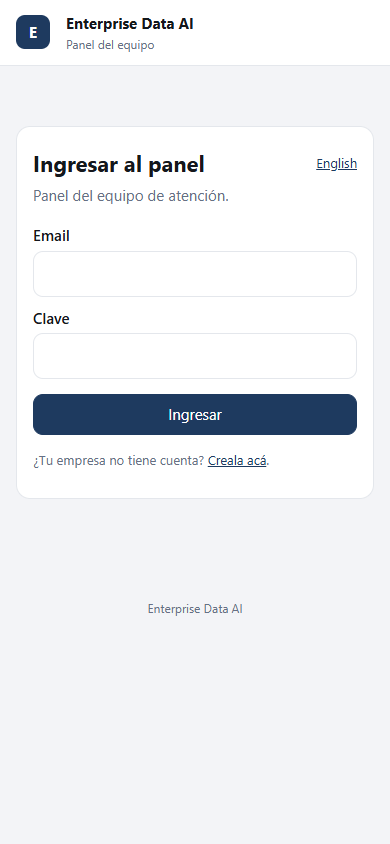 E
Enterprise Data AI
Panel del equipo
Ingresar al panel
English
Panel del equipo de atención.
Email
Clave
Ingresar
¿Tu empresa no tiene cuenta? Creala acá.
Enterprise Data AI